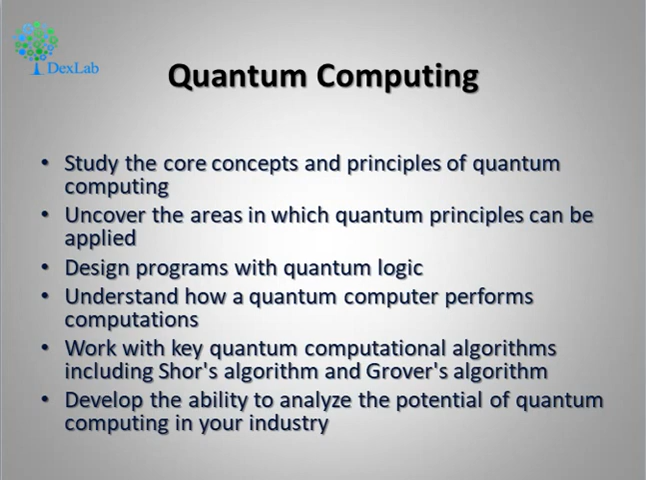 DexLab
Quantum Computing
• Study the core concepts and principles of quantum
computing
• Uncover the areas in which quantum principles can be
applied
• Design programs with quantum logic
• Understand how a quantum computer performs
computations
• Work with key quantum computational algorithms
including Shor's algorithm and Grover's algorithm
• Develop the ability to analyze the potential of quantum
computing in your industry